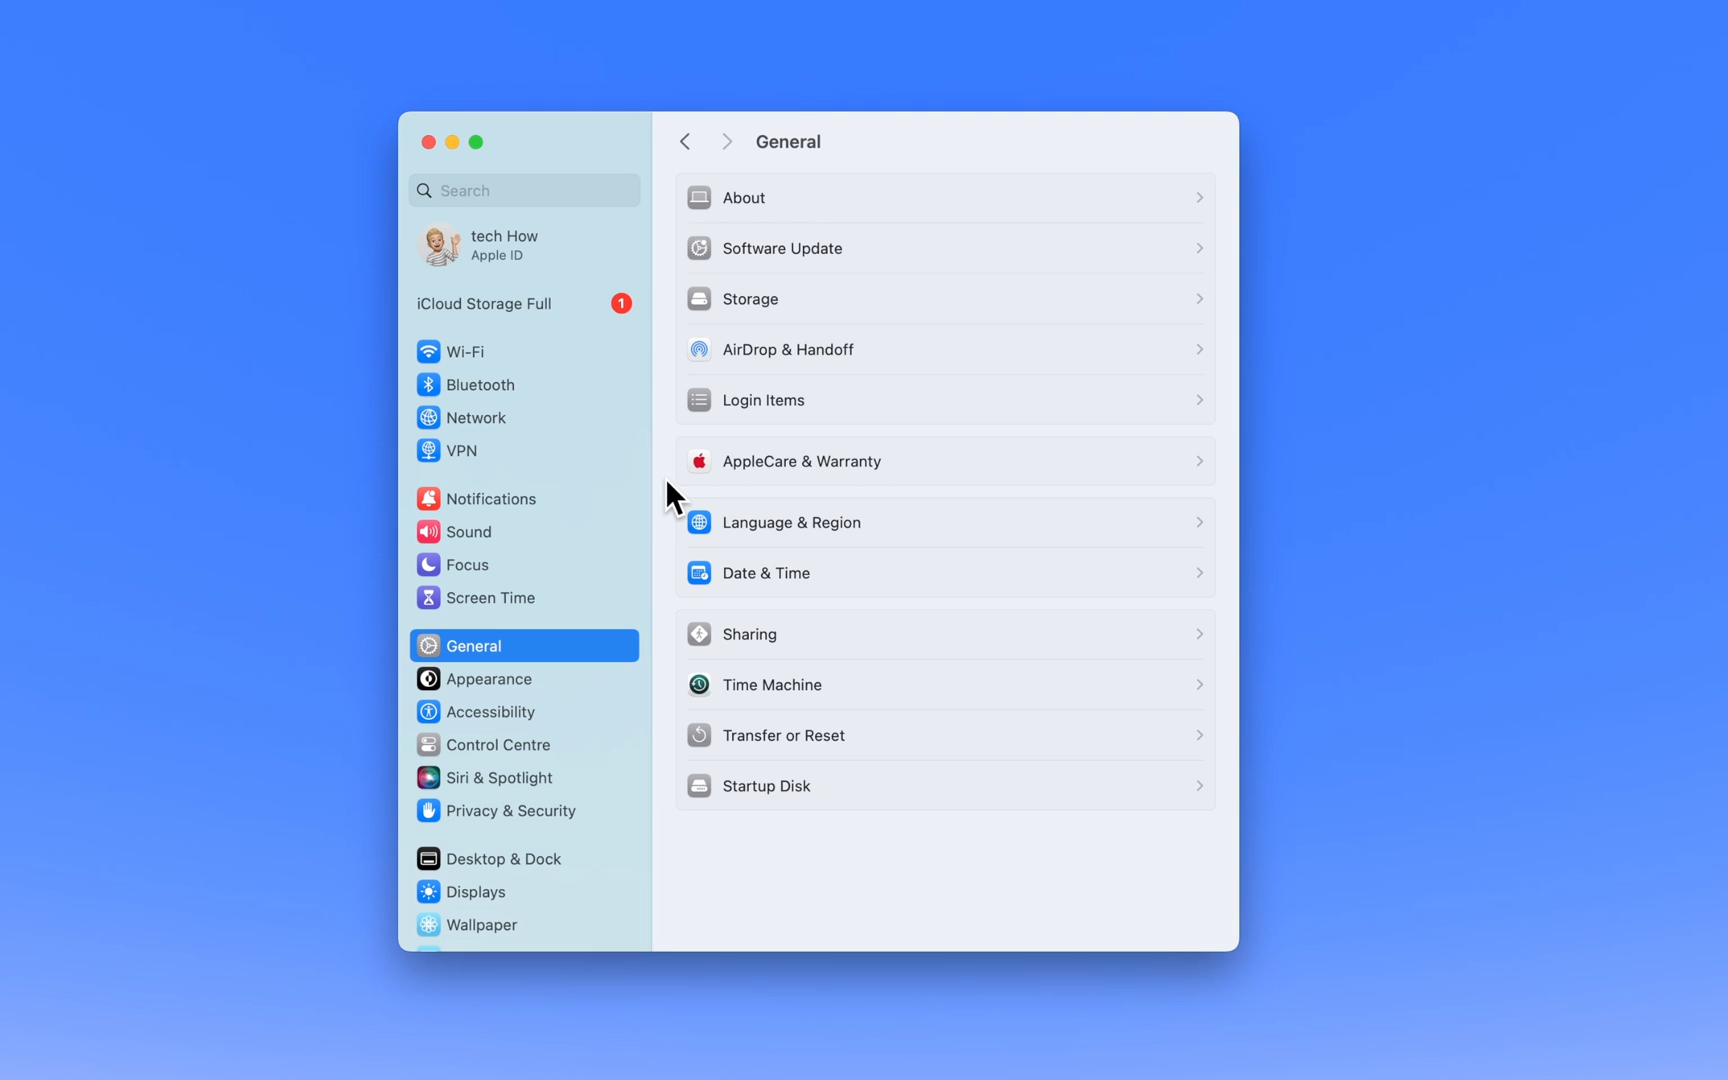 General
Search
tech How
Apple ID
iCloud Storage Full 1
Wi-Fi
Bluetooth
Network
VPN
Notifications
Sound
Focus
Screen Time
General
Appearance
Accessibility
Control Centre
Siri & Spotlight
Privacy & Security
Desktop & Dock
Displays
Wallpaper
About
Software Update
Storage
AirDrop & Handoff
Login Items
AppleCare & Warranty
Language & Region
Date & Time
Sharing
Time Machine
Transfer or Reset
Startup Disk